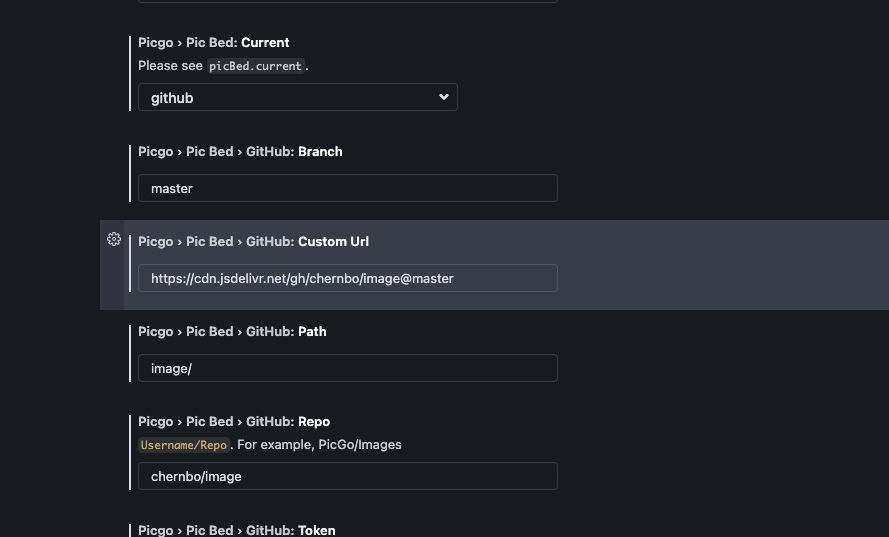 Picgo › Pic Bed: Current
Please see picBed.current.
github
Picgo › Pic Bed › GitHub: Branch
master
Picgo › Pic Bed › GitHub: Custom Url
https://cdn.jsdelivr.net/gh/chernbo/image@master
Picgo › Pic Bed › GitHub: Path
image/
Picgo › Pic Bed › GitHub: Repo
Username/Repo. For example, PicGo/Images
chernbo/image
Picgo › Pic Bed › GitHub: Token